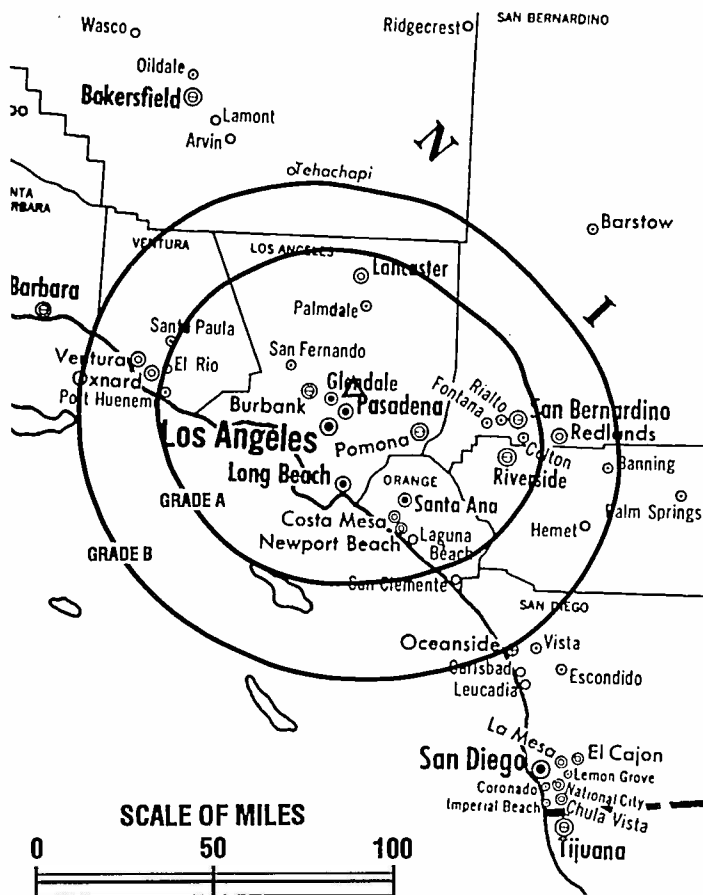 SAN BERNARDINO
Ridgecrest
Wasco
Oildale
Bakersfield
Lamont
Arvin
N
Tehachapi
Barstow
VENTURA
LOS ANGELES
Lancaster
Barbara
Palmdale
I
Santa Paula
San Fernando
Ventura
El Rio
Oxnard
Port Huenem
Glendale
Burbank
Pasadena
Rialto
Fontana
San Bernardino
Los Angeles
Pomona
Redlands
Colton
Riverside
Banning
Long Beach
ORANGE
GRADE A
Santa Ana
Palm Springs
Costa Mesa
Newport Beach
Laguna
Beach
Hemet
GRADE B
San Clemente
SAN DIEGO
Oceanside
Vista
Carlsbad
Escondido
Leucadia
La Mesa
El Cajon
San Diego
Lemon Grove
Coronado
National City
Imperial Beach
Chula Vista
Tijuana
SCALE OF MILES
0 50 100